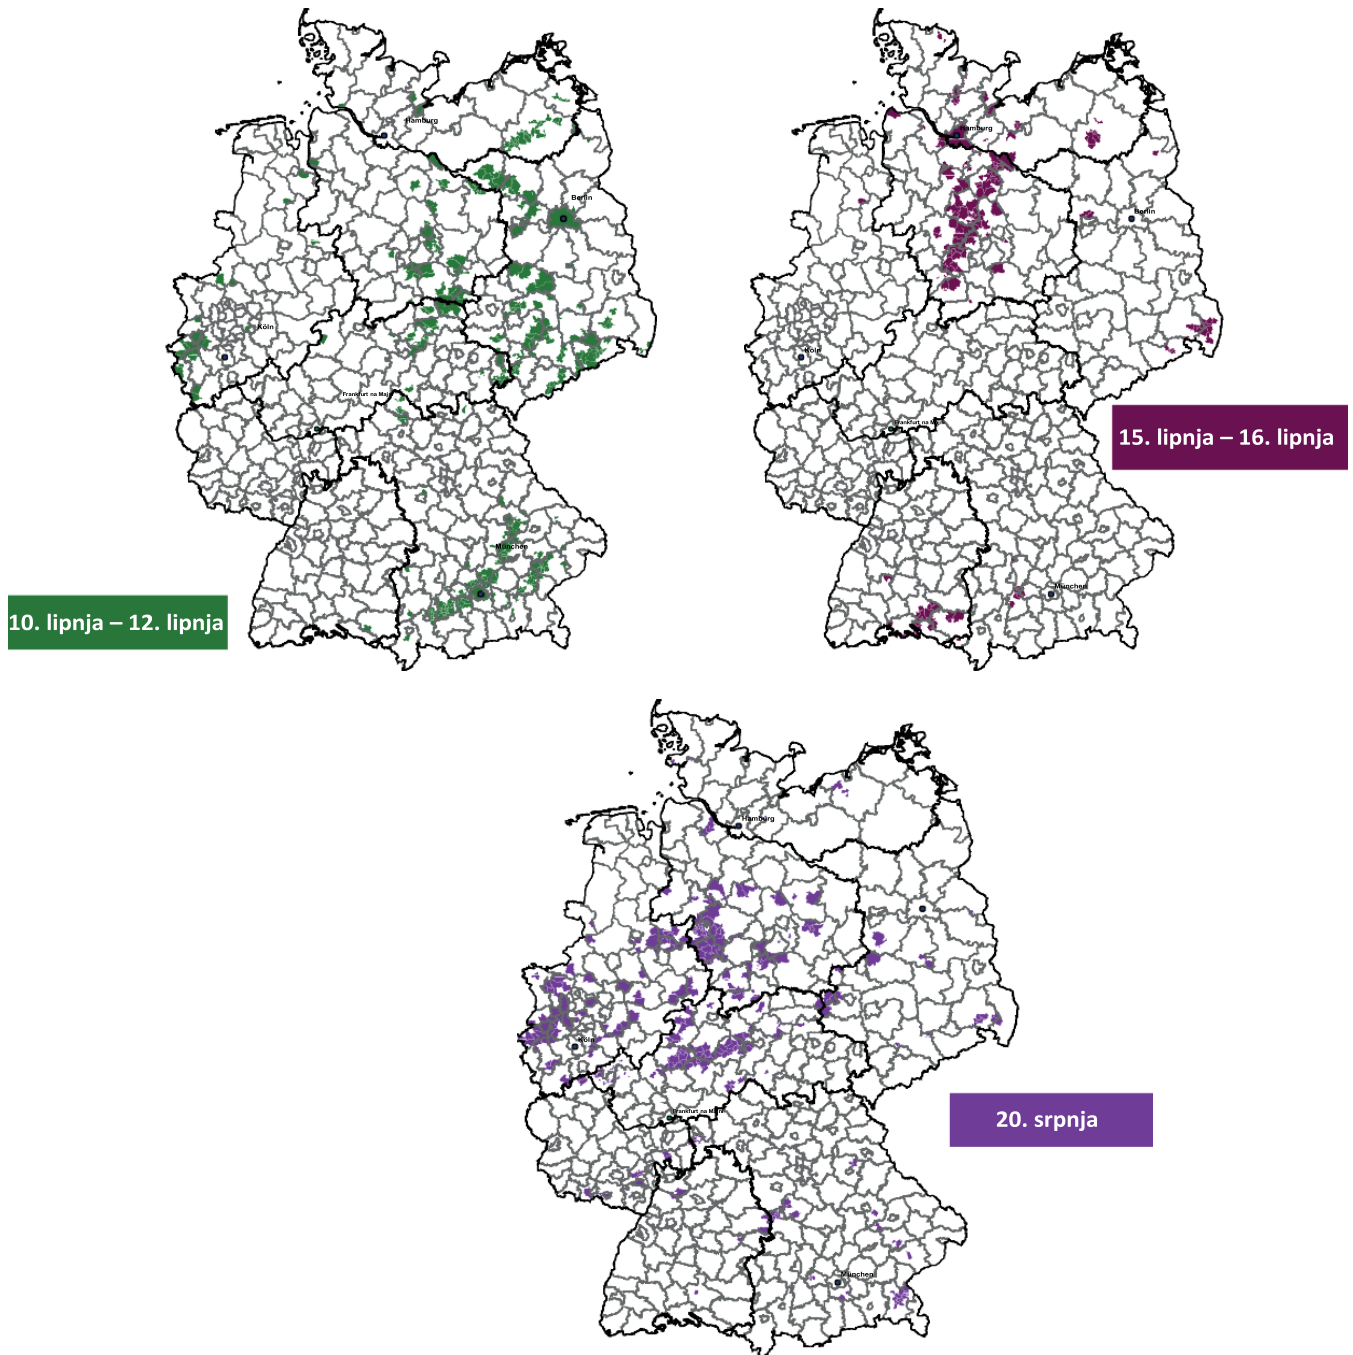 Hamburg
Berlin
Köln
Frankfurt na Majni
München
10. lipnja – 12. lipnja
Hamburg
Berlin
Köln
Frankfurt na Majni
München
15. lipnja – 16. lipnja
Hamburg
Köln
Frankfurt na Majni
München
20. srpnja